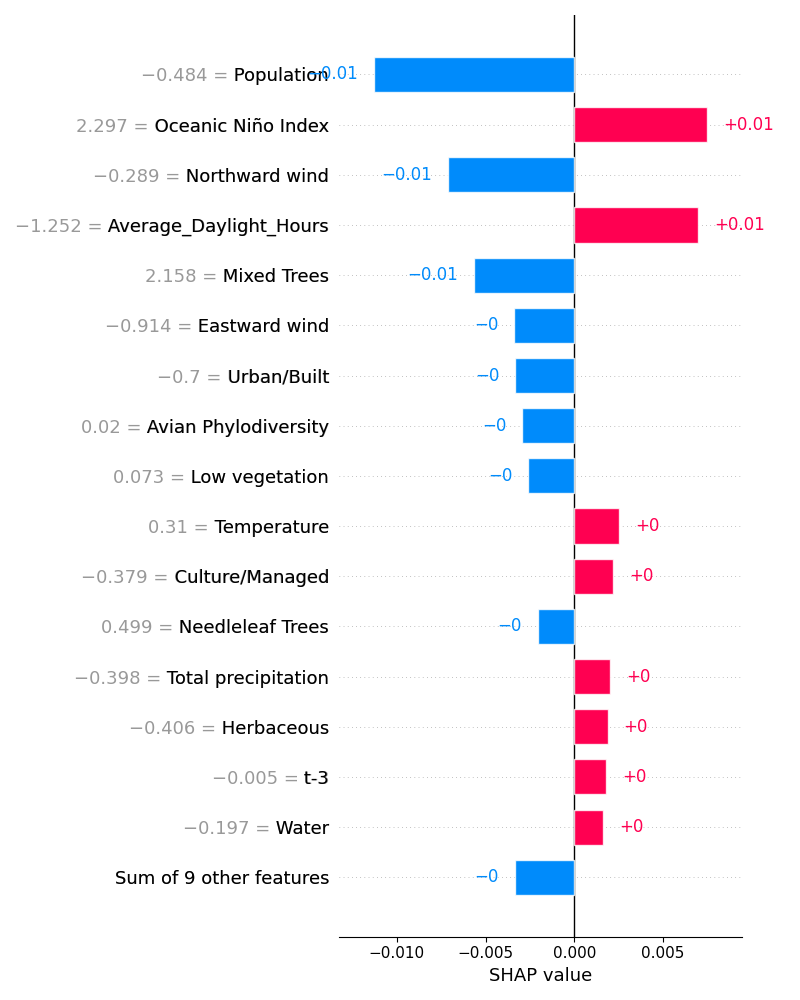 −0.484 = Population −0.01
2.297 = Oceanic Niño Index +0.01
−0.289 = Northward wind −0.01
−1.252 = Average_Daylight_Hours +0.01
2.158 = Mixed Trees −0.01
−0.914 = Eastward wind −0
−0.7 = Urban/Built −0
0.02 = Avian Phylodiversity −0
0.073 = Low vegetation −0
0.31 = Temperature +0
−0.379 = Culture/Managed +0
0.499 = Needleleaf Trees −0
−0.398 = Total precipitation +0
−0.406 = Herbaceous +0
−0.005 = t-3 +0
−0.197 = Water +0
Sum of 9 other features −0
−0.010 −0.005 0.000 0.005
SHAP value